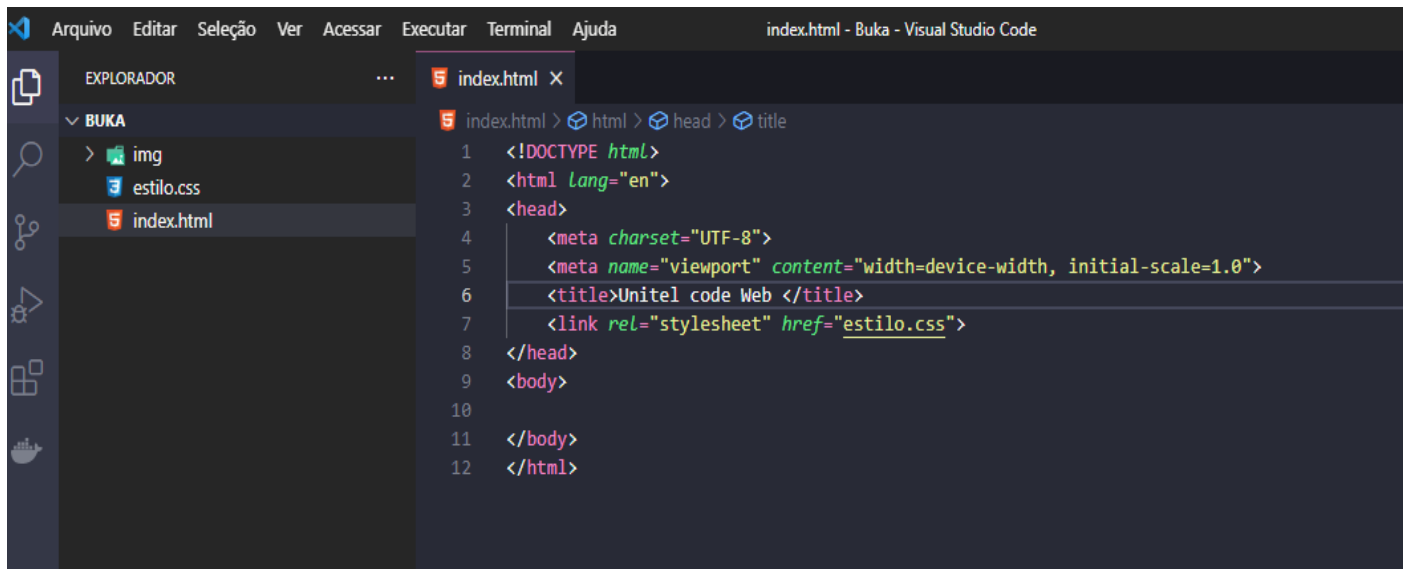 Arquivo Editar Seleção Ver Acessar Executar Terminal Ajuda index.html - Buka - Visual Studio Code
EXPLORADOR ···
BUKA
img
estilo.css
index.html
index.html ×
index.html > html > head > title
1 <!DOCTYPE html>
2 <html lang="en">
3 <head>
4 <meta charset="UTF-8">
5 <meta name="viewport" content="width=device-width, initial-scale=1.0">
6 <title>Unitel code Web </title>
7 <link rel="stylesheet" href="estilo.css">
8 </head>
9 <body>
10
11 </body>
12 </html>